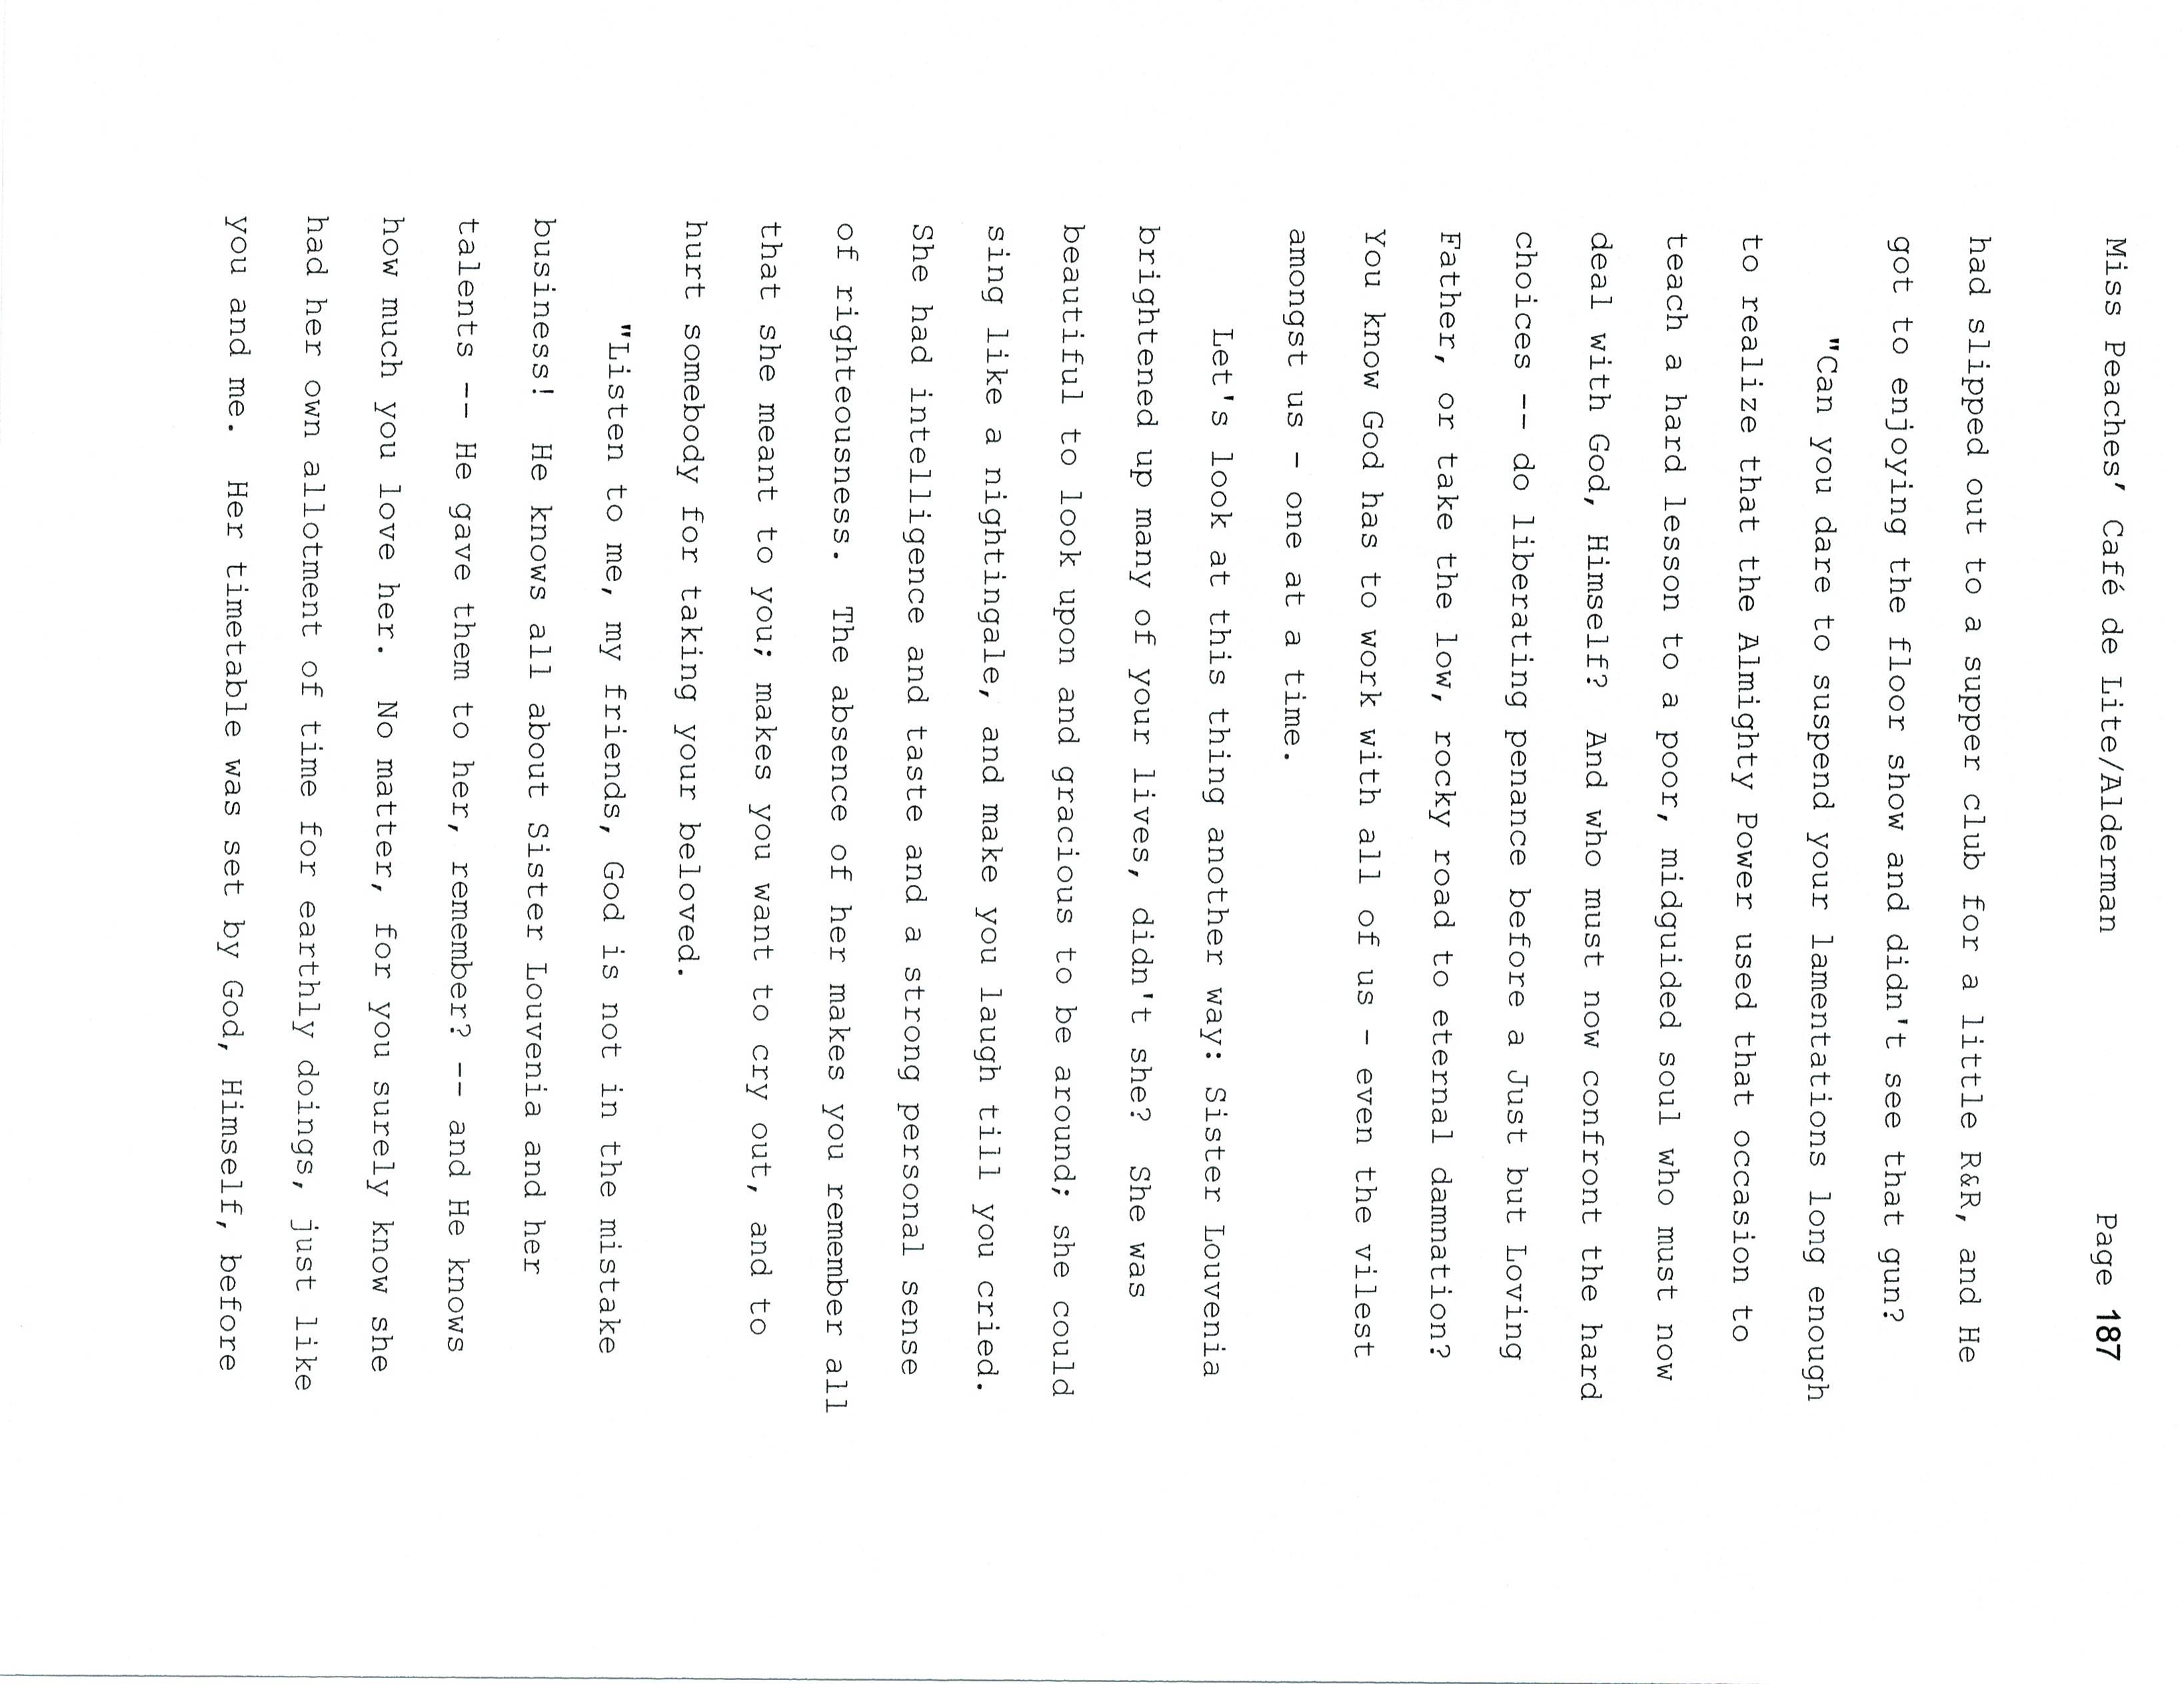 Miss Peaches' Café de Lite/Alderman Page 187
had slipped out to a supper club for a little R&R, and He
got to enjoying the floor show and didn't see that gun?
"Can you dare to suspend your lamentations long enough
to realize that the Almighty Power used that occasion to
teach a hard lesson to a poor, midguided soul who must now
deal with God, Himself?  And who must now confront the hard
choices -- do liberating penance before a Just but Loving
Father, or take the low, rocky road to eternal damnation?
You know God has to work with all of us - even the vilest
amongst us - one at a time.
Let's look at this thing another way: Sister Louvenia
brightened up many of your lives, didn't she?  She was
beautiful to look upon and gracious to be around; she could
sing like a nightingale, and make you laugh till you cried.
She had intelligence and taste and a strong personal sense
of righteousness.  The absence of her makes you remember all
that she meant to you; makes you want to cry out, and to
hurt somebody for taking your beloved.
"Listen to me, my friends, God is not in the mistake
business!  He knows all about Sister Louvenia and her
talents -- He gave them to her, remember? -- and He knows
how much you love her.  No matter, for you surely know she
had her own allotment of time for earthly doings, just like
you and me.  Her timetable was set by God, Himself, before